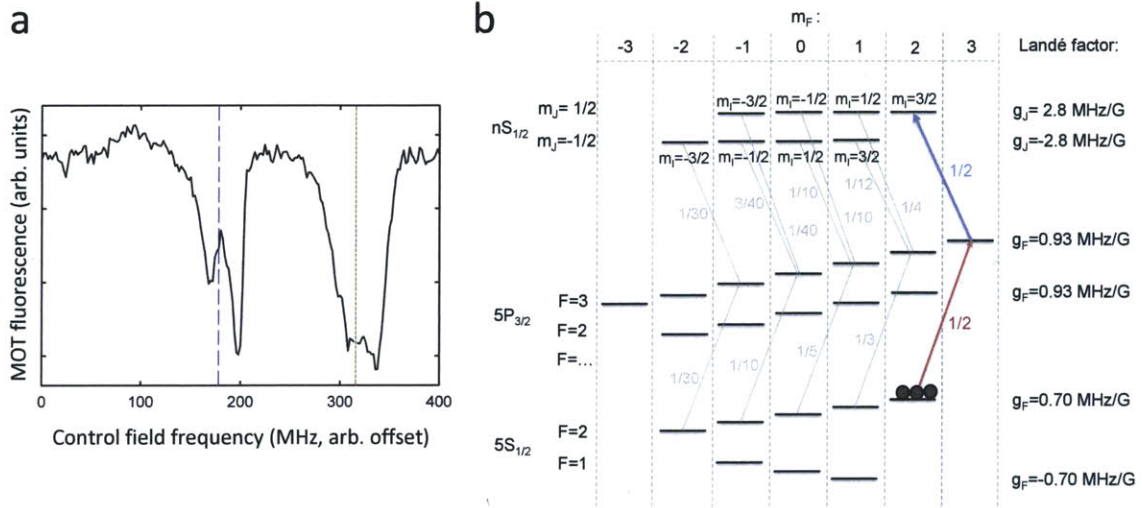 a
MOT fluorescence (arb. units)
0 100 200 300 400
Control field frequency (MHz, arb. offset)
b
m_F :
-3 -2 -1 0 1 2 3 Landé factor:
nS_1/2
m_J= 1/2 m_I=-3/2 m_I=-1/2 m_I=1/2 m_I=3/2 g_J= 2.8 MHz/G
m_J=-1/2 g_J=-2.8 MHz/G
m_I=-3/2 m_I=-1/2 m_I=1/2 m_I=3/2
1/30 3/40 1/10 1/40 1/12 1/10 1/4 1/2
g_F=0.93 MHz/G
5P_3/2
F=3 g_F=0.93 MHz/G
F=2
F=...
1/30 1/10 1/5 1/3 1/2
g_F=0.70 MHz/G
5S_1/2
F=2
F=1
g_F=-0.70 MHz/G